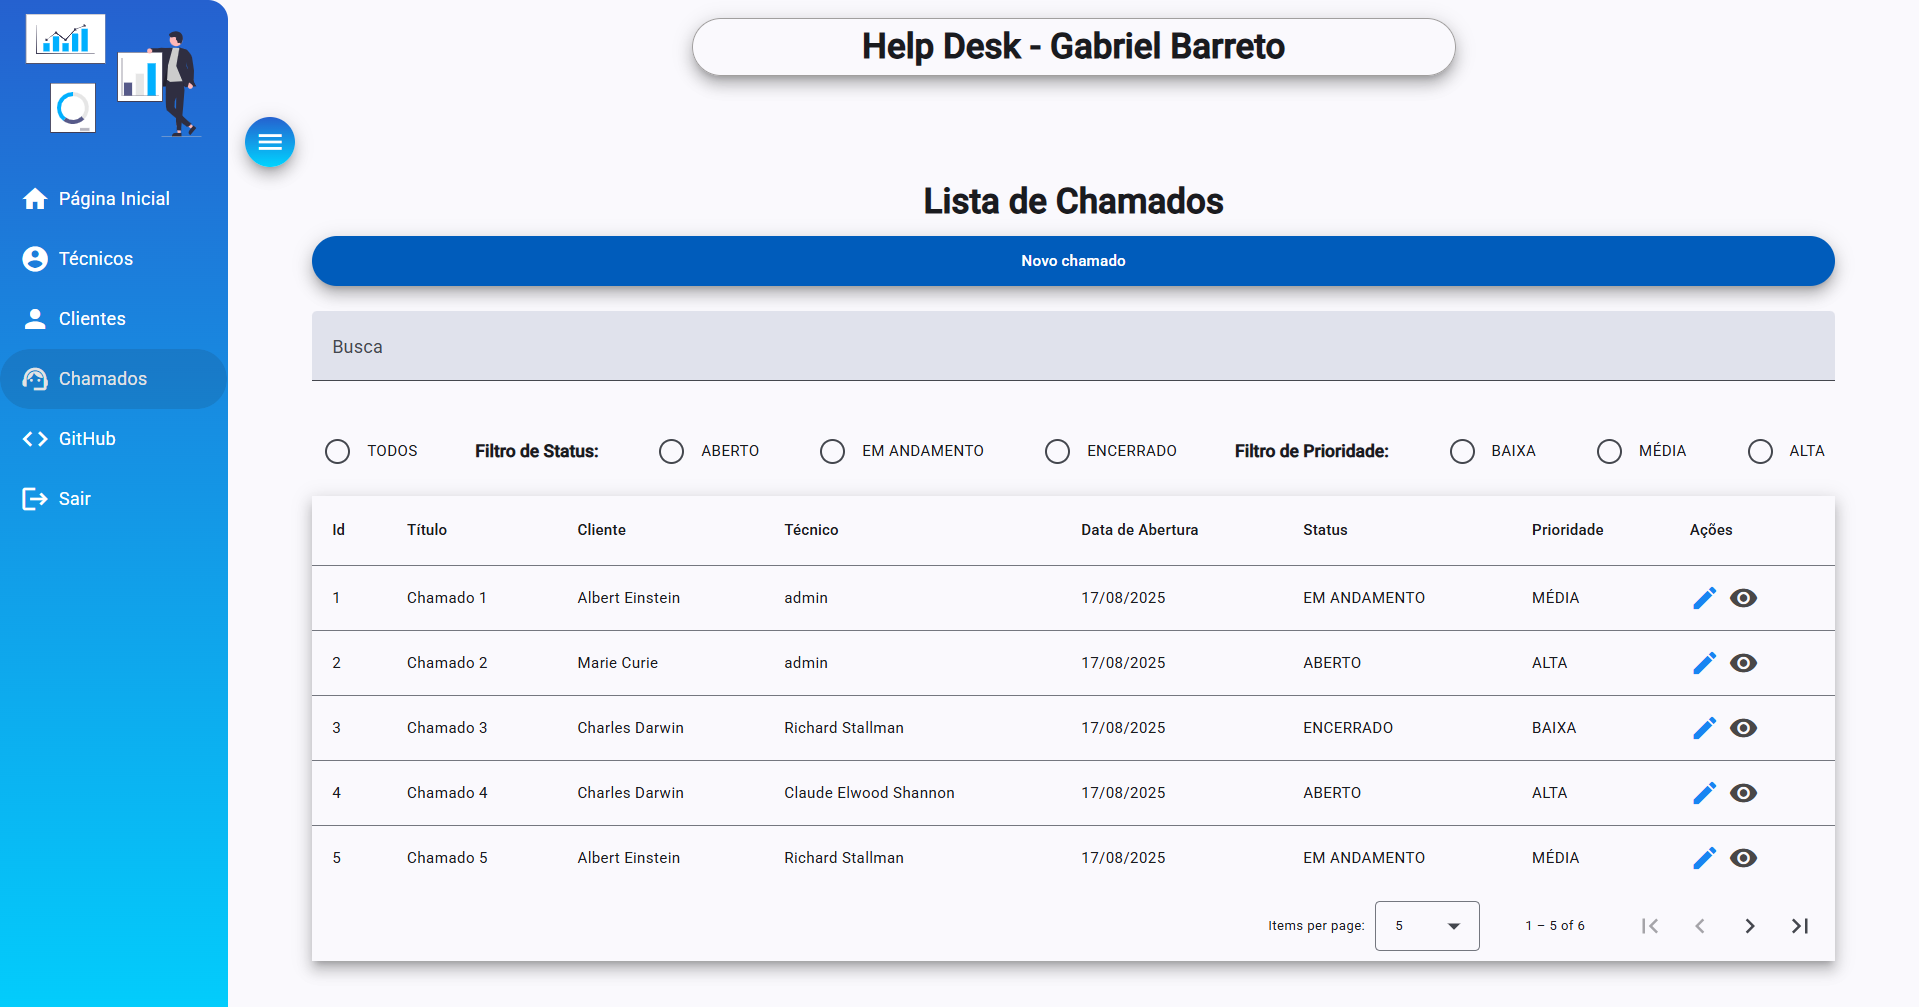 Help Desk - Gabriel Barreto
Página Inicial
Técnicos
Clientes
Chamados
GitHub
Sair
Lista de Chamados
Novo chamado
Busca
TODOS Filtro de Status: ABERTO EM ANDAMENTO ENCERRADO Filtro de Prioridade: BAIXA MÉDIA ALTA
Id Título Cliente Técnico Data de Abertura Status Prioridade Ações
1 Chamado 1 Albert Einstein admin 17/08/2025 EM ANDAMENTO MÉDIA
2 Chamado 2 Marie Curie admin 17/08/2025 ABERTO ALTA
3 Chamado 3 Charles Darwin Richard Stallman 17/08/2025 ENCERRADO BAIXA
4 Chamado 4 Charles Darwin Claude Elwood Shannon 17/08/2025 ABERTO ALTA
5 Chamado 5 Albert Einstein Richard Stallman 17/08/2025 EM ANDAMENTO MÉDIA
Items per page: 5 1 – 5 of 6